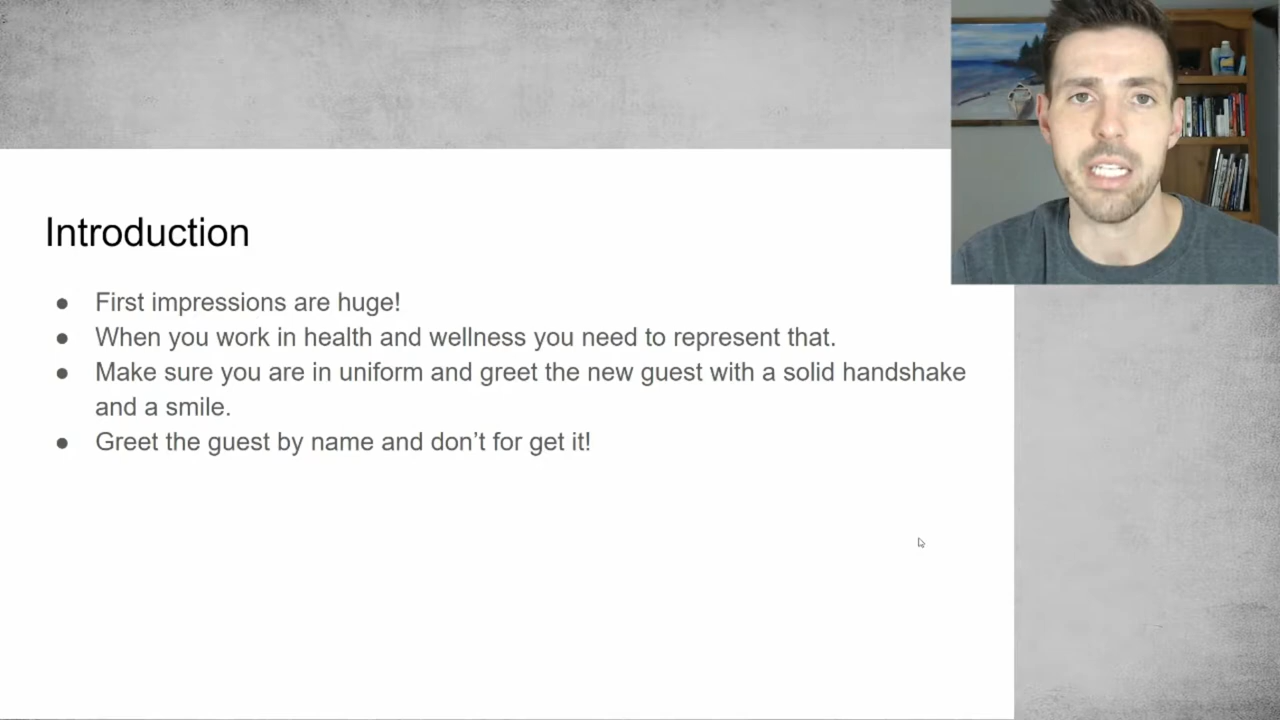 Introduction
● First impressions are huge!
● When you work in health and wellness you need to represent that.
● Make sure you are in uniform and greet the new guest with a solid handshake
and a smile.
● Greet the guest by name and don’t for get it!